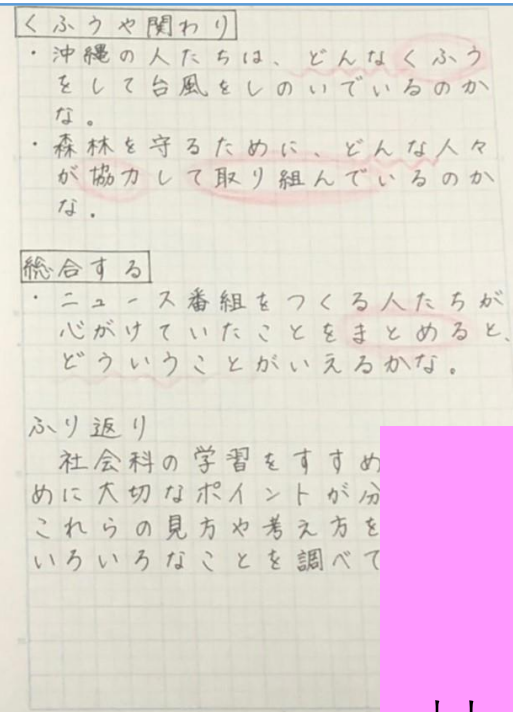 くふうや関わり
・沖縄の人たちは、どんなくふう
をして台風をしのいでいるのか
な。
・森林を守るために、どんな人々
が協力して取り組んでいるのか
な。
総合する
・ニュース番組をつくる人たちが
心がけていたことをまとめると、
どういうことがいえるかな。
ふり返り
社会科の学習をすすめ
めに大切なポイントが分
これらの見方や考え方を
いろいろなことを調べて